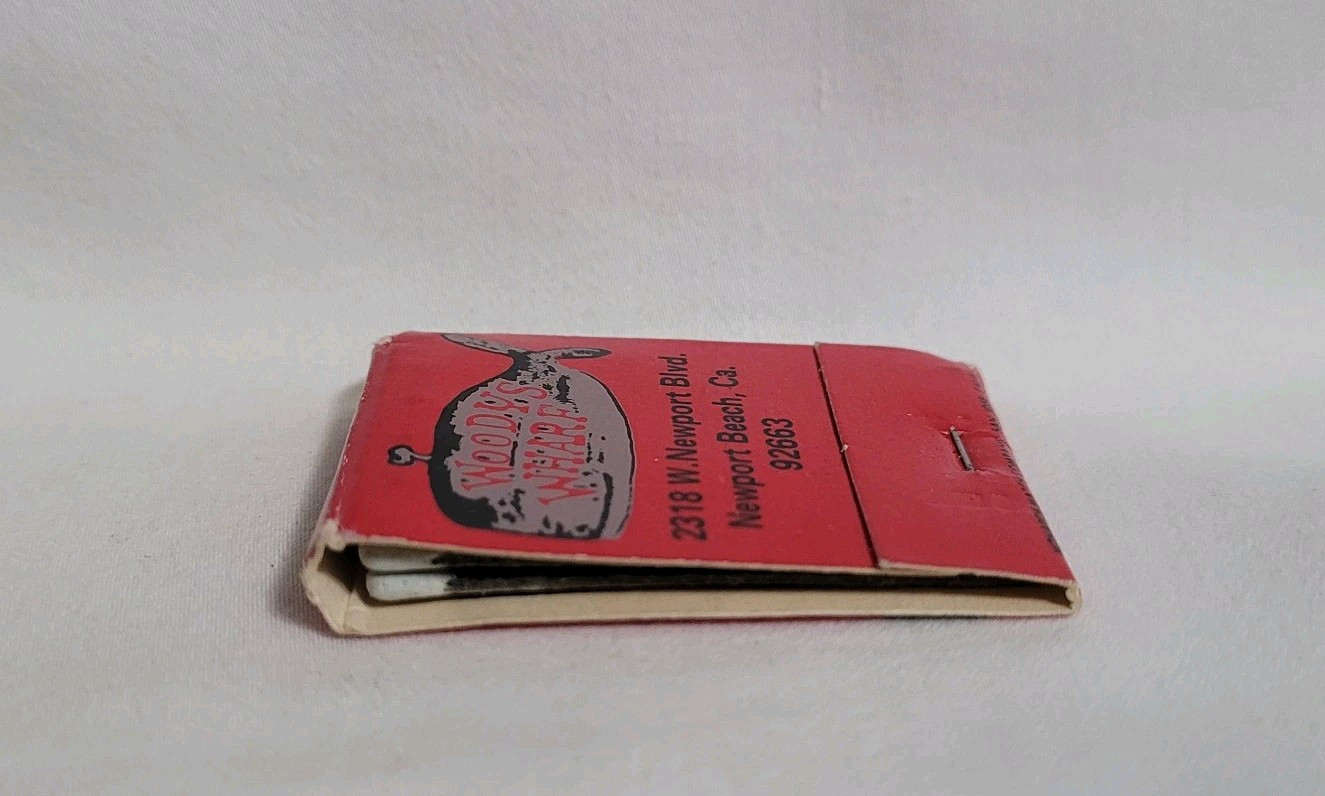 WOODY'S
WHARF
2318 W.Newport Blvd.
Newport Beach, Ca.
92663